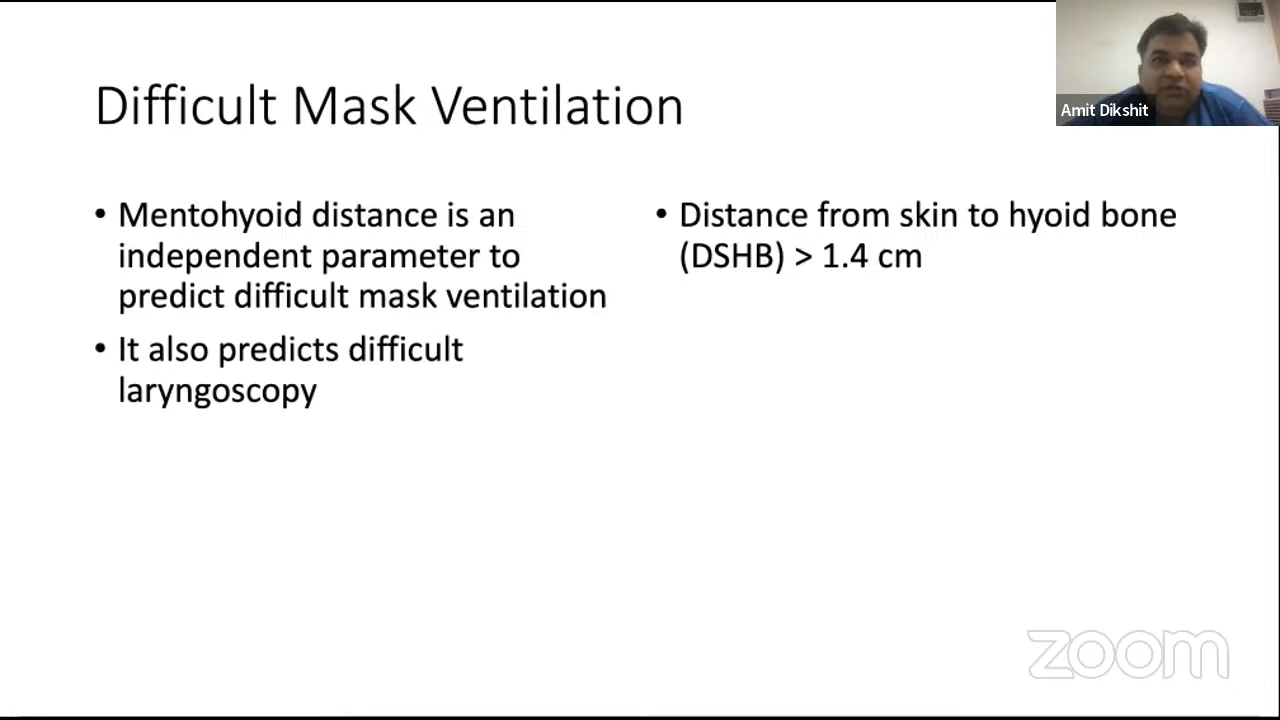 Difficult Mask Ventilation
Amit Dikshit
• Mentohyoid distance is an
independent parameter to
predict difficult mask ventilation
• It also predicts difficult
laryngoscopy
• Distance from skin to hyoid bone
(DSHB) > 1.4 cm
zoom